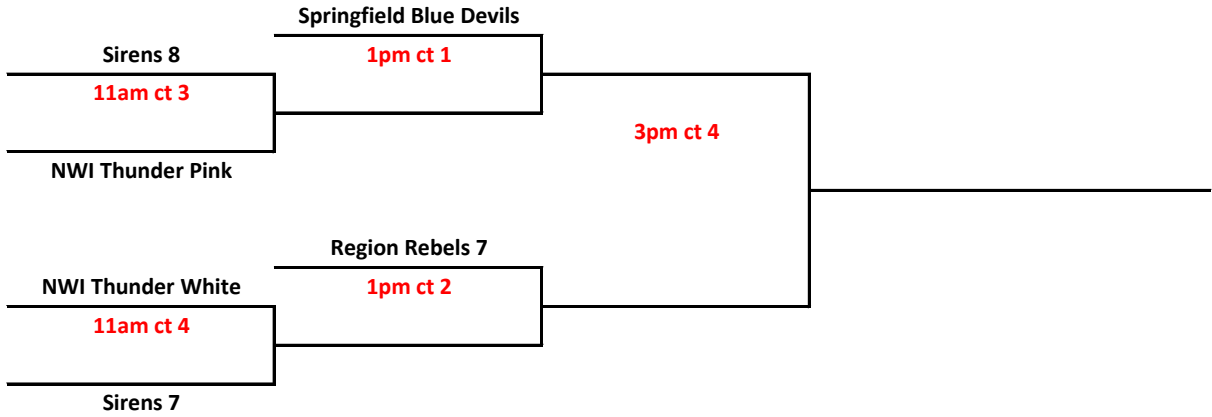 Springfield Blue Devils
Sirens 8
1pm ct 1
11am ct 3
3pm ct 4
NWI Thunder Pink
Region Rebels 7
NWI Thunder White
1pm ct 2
11am ct 4
Sirens 7